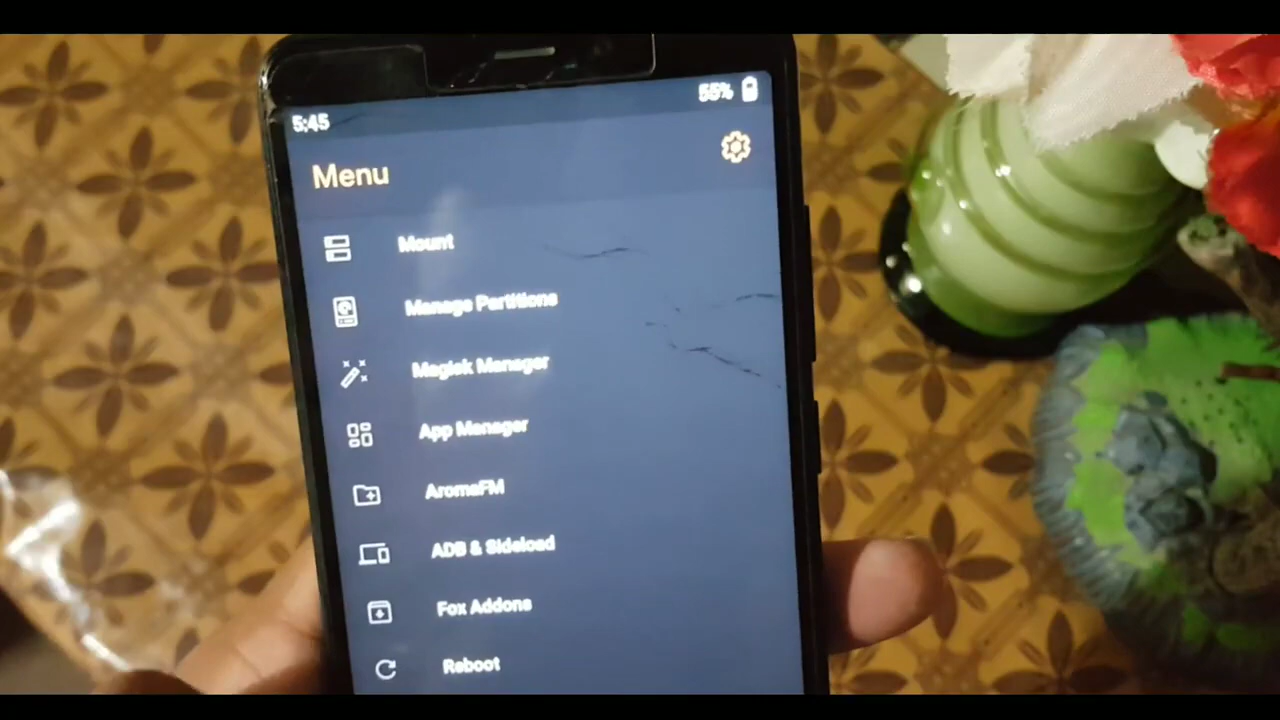 55%
5:45
Menu
Mount
Manage Partitions
Magisk Manager
App Manager
AromaFM
ADB & Sideload
Fox Addons
Reboot